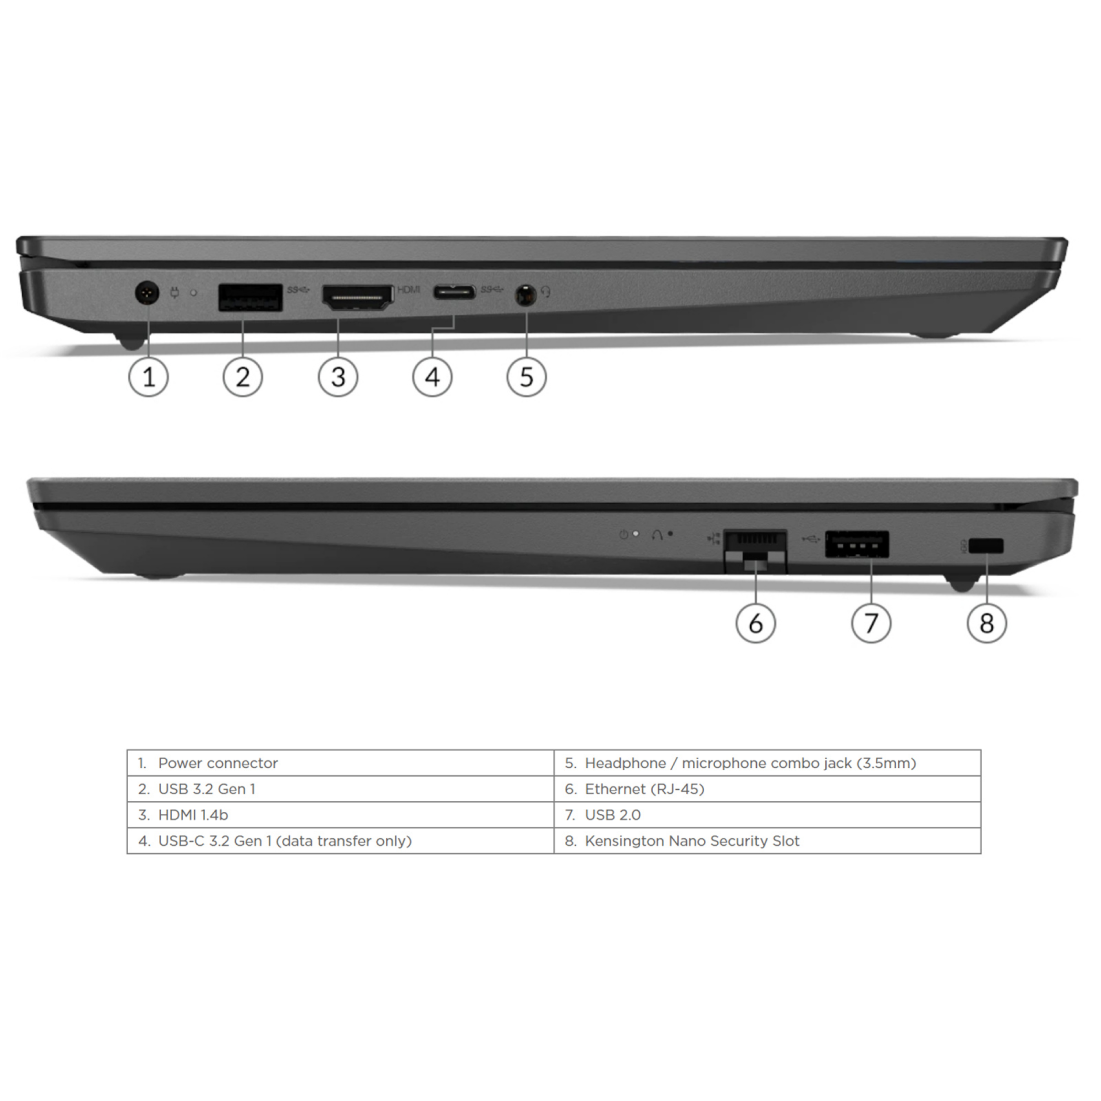 HDMI
1 2 3 4 5
6 7 8
1. Power connector
2. USB 3.2 Gen 1
3. HDMI 1.4b
4. USB-C 3.2 Gen 1 (data transfer only)
5. Headphone / microphone combo jack (3.5mm)
6. Ethernet (RJ-45)
7. USB 2.0
8. Kensington Nano Security Slot